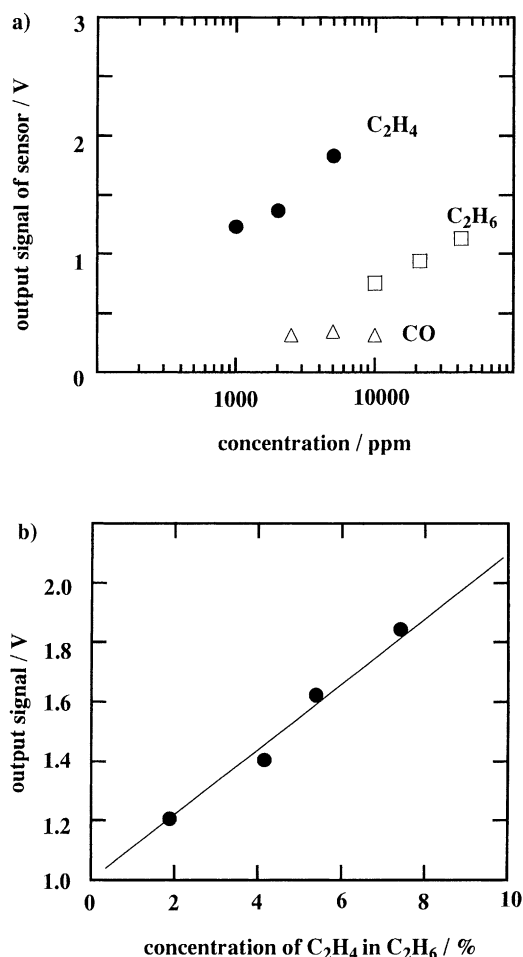 a)
3
2
1
0
output signal of sensor / V
C₂H₄
C₂H₆
CO
1000 10000
concentration / ppm
b)
2.0
1.8
1.6
1.4
1.2
1.0
output signal / V
0 2 4 6 8 10
concentration of C₂H₄ in C₂H₆ / %